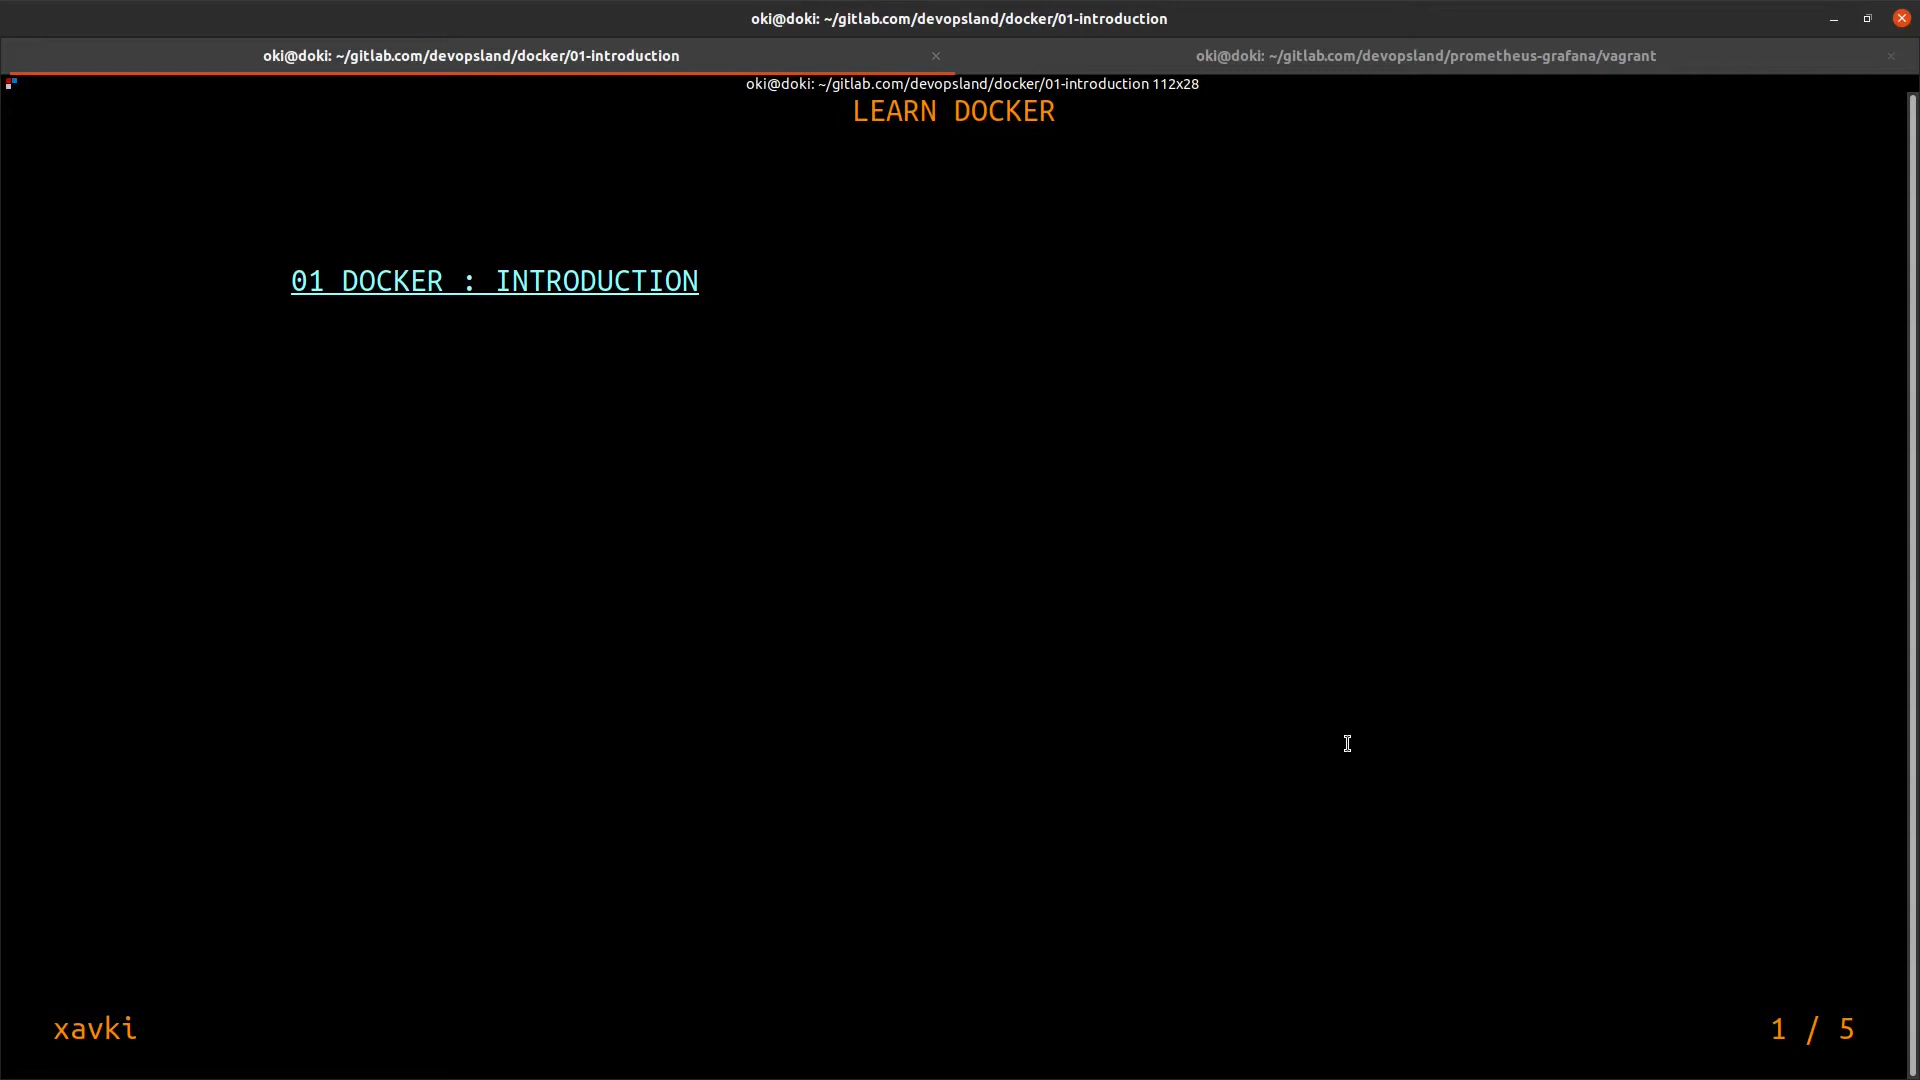 oki@doki: ~/gitlab.com/devopsland/docker/01-introduction
oki@doki: ~/gitlab.com/devopsland/docker/01-introduction
oki@doki: ~/gitlab.com/devopsland/prometheus-grafana/vagrant
oki@doki: ~/gitlab.com/devopsland/docker/01-introduction 112x28
LEARN DOCKER
01 DOCKER : INTRODUCTION
xavki
1 / 5